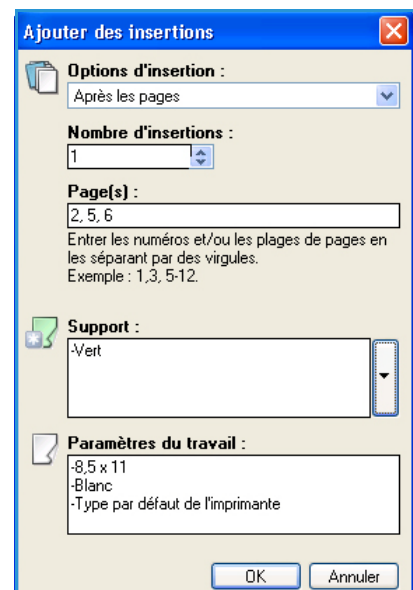 Ajouter des insertions
Options d'insertion :
Après les pages
Nombre d'insertions :
1
Page(s) :
2, 5, 6
Entrer les numéros et/ou les plages de pages en
les séparant par des virgules.
Exemple : 1,3, 5-12.
Support :
-Vert
Paramètres du travail :
-8,5 x 11
-Blanc
-Type par défaut de l'imprimante
OK
Annuler